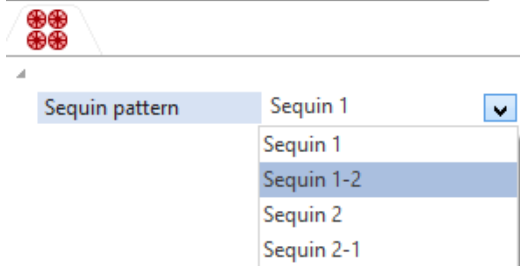 Sequin pattern Sequin 1
Sequin 1
Sequin 1-2
Sequin 2
Sequin 2-1